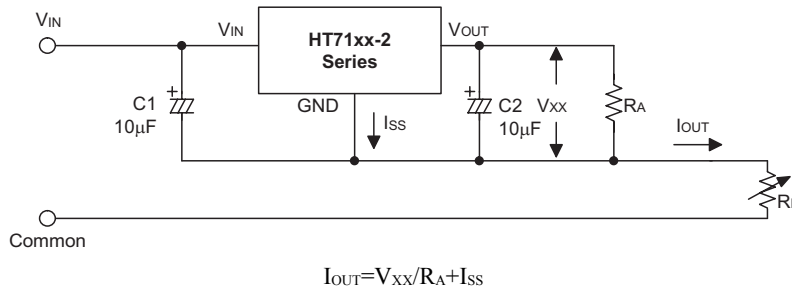 VIN
VIN
HT71xx-2
Series
VOUT
C1
10μF
GND
ISS
C2
10μF
VXX
RA
IOUT
Common
IOUT=VXX/RA+ISS